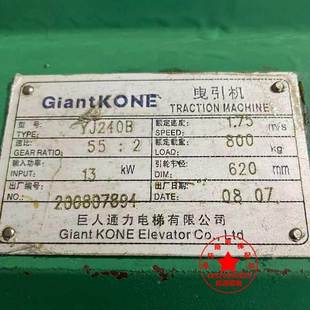 GiantKONE 曳引机
TRACTION MACHINE
型号: YJ240B 额定速度: 1.75 m/s
SPEED:
速比: 55:2 额定载重: 800 kg
GEAR RATIO: LOAD:
输入功率: 13 kW 曳引轮节径: 620 mm
INPUT: DIM:
出厂编号: 200807894 出厂日期: 08 07
NO.: DATE:
巨人通力电梯有限公司
Giant KONE Elevator Co., Ltd